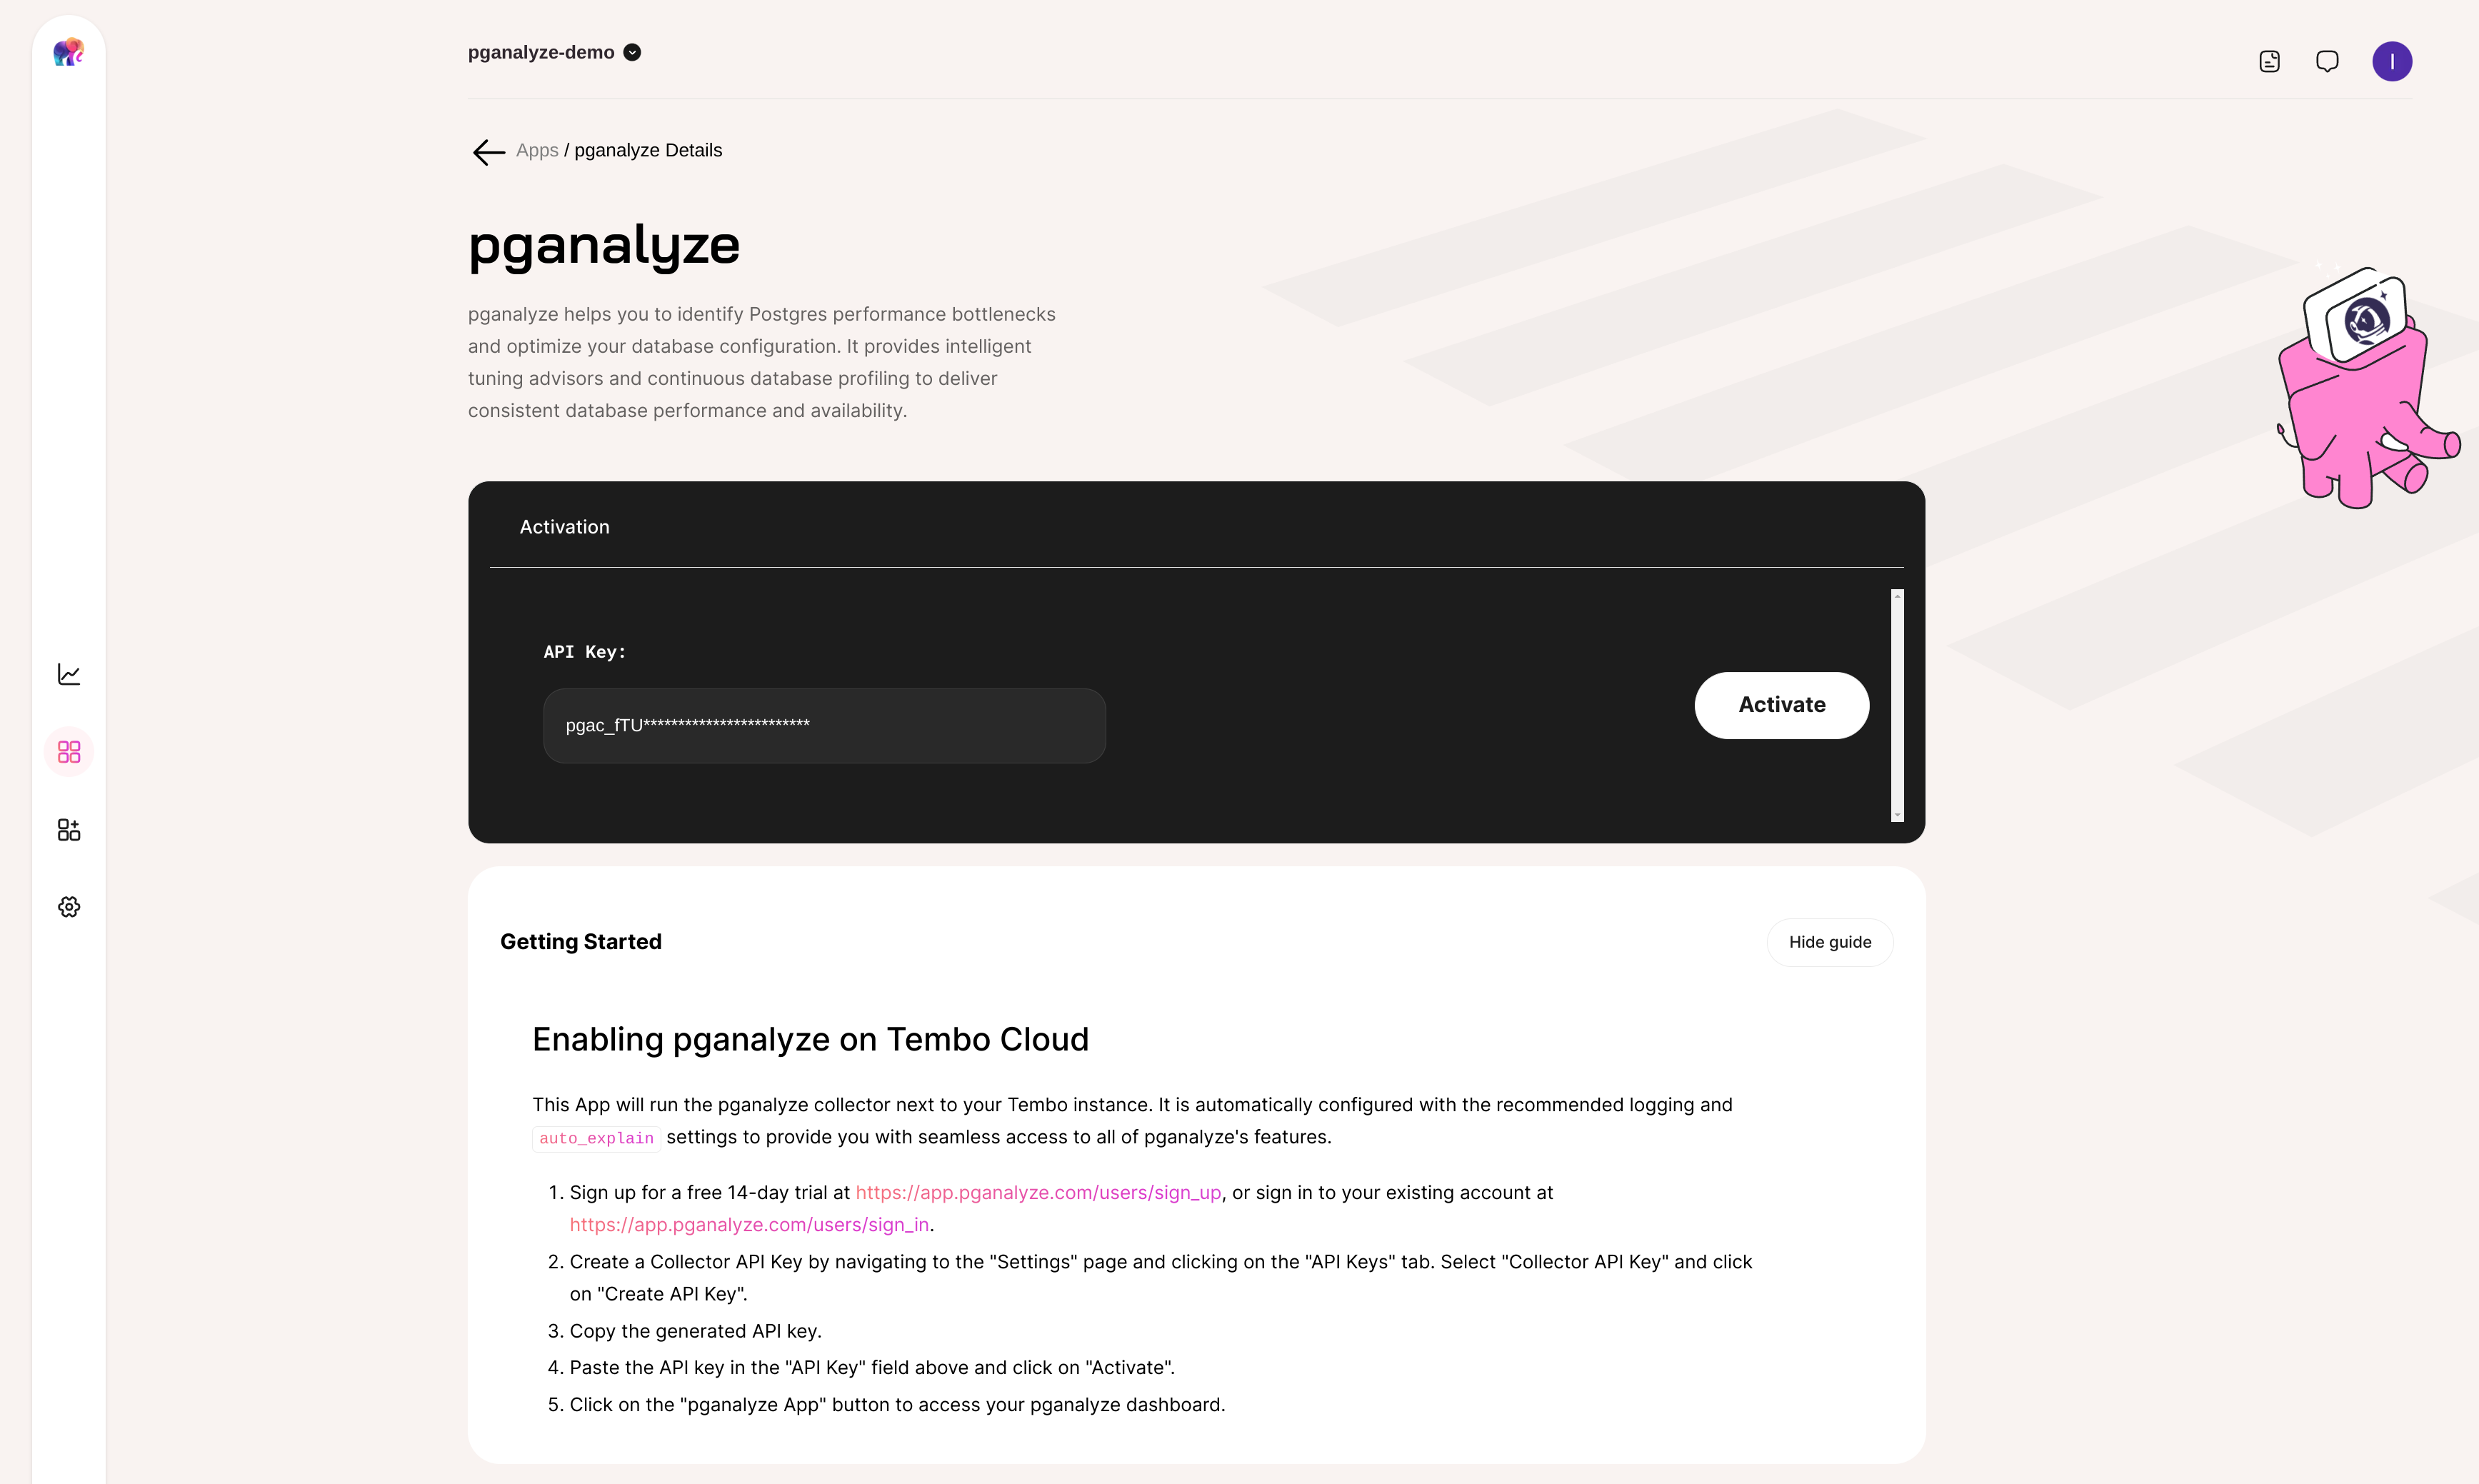 pganalyze-demo
I
Apps / pganalyze Details
pganalyze
pganalyze helps you to identify Postgres performance bottlenecks
and optimize your database configuration. It provides intelligent
tuning advisors and continuous database profiling to deliver
consistent database performance and availability.
Activation
API Key:
pgac_fTU************************
Activate
Getting Started
Hide guide
Enabling pganalyze on Tembo Cloud
This App will run the pganalyze collector next to your Tembo instance. It is automatically configured with the recommended logging and
auto_explain settings to provide you with seamless access to all of pganalyze's features.
1. Sign up for a free 14-day trial at https://app.pganalyze.com/users/sign_up, or sign in to your existing account at
https://app.pganalyze.com/users/sign_in.
2. Create a Collector API Key by navigating to the "Settings" page and clicking on the "API Keys" tab. Select "Collector API Key" and click
on "Create API Key".
3. Copy the generated API key.
4. Paste the API key in the "API Key" field above and click on "Activate".
5. Click on the "pganalyze App" button to access your pganalyze dashboard.